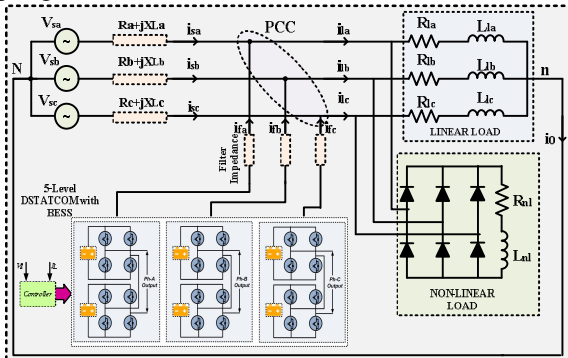 Vsa Ra+jXLa isa PCC ila Rla Lla
N Vsb Rb+jXLb isb ilb Rlb Llb n
Vsc Rc+jXLc isc ilc Rlc Llc
LINEAR LOAD
ifa ifb ifc io
Filter
Impedance
5-Level
DSTATCOM with
BESS
Rnl
Lnl
Ph-A
Output
Ph-B
Output
Ph-C
Output
Controller
NON-LINEAR
LOAD